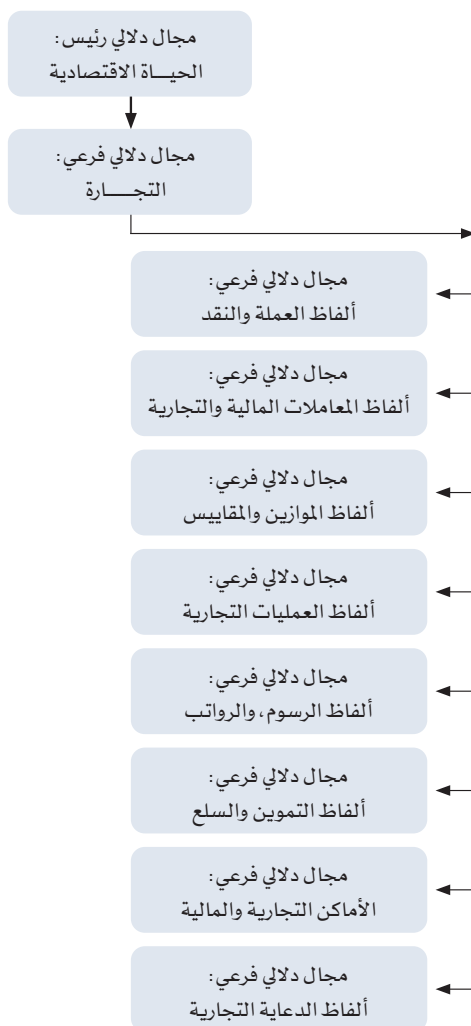 مجال دلالي رئيس:
الحيـــاة الاقتصادية
مجال دلالي فرعي:
التجـــــارة
مجال دلالي فرعي:
ألفاظ العملة والنقد
مجال دلالي فرعي:
ألفاظ المعاملات المالية والتجارية
مجال دلالي فرعي:
ألفاظ الموازين والمقاييس
مجال دلالي فرعي:
ألفاظ العمليات التجارية
مجال دلالي فرعي:
ألفاظ الرسوم، والرواتب
مجال دلالي فرعي:
ألفاظ التموين والسلع
مجال دلالي فرعي:
الأماكن التجارية والمالية
مجال دلالي فرعي:
ألفاظ الدعاية التجارية